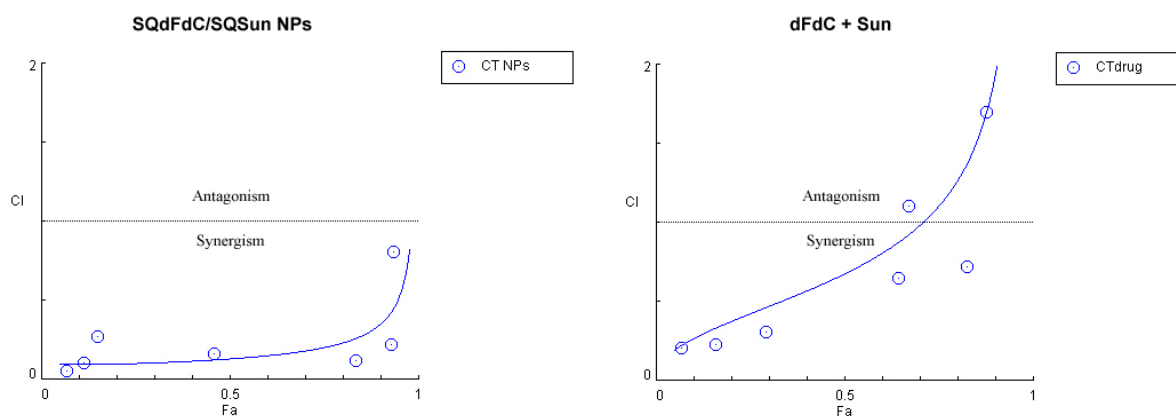 SQdFdC/SQSun NPs
2
CT NPs
CI
Antagonism
Synergism
0
0
0.5
1
Fa
dFdC + Sun
2
CTdrug
CI
Antagonism
Synergism
0
0
0.5
1
Fa